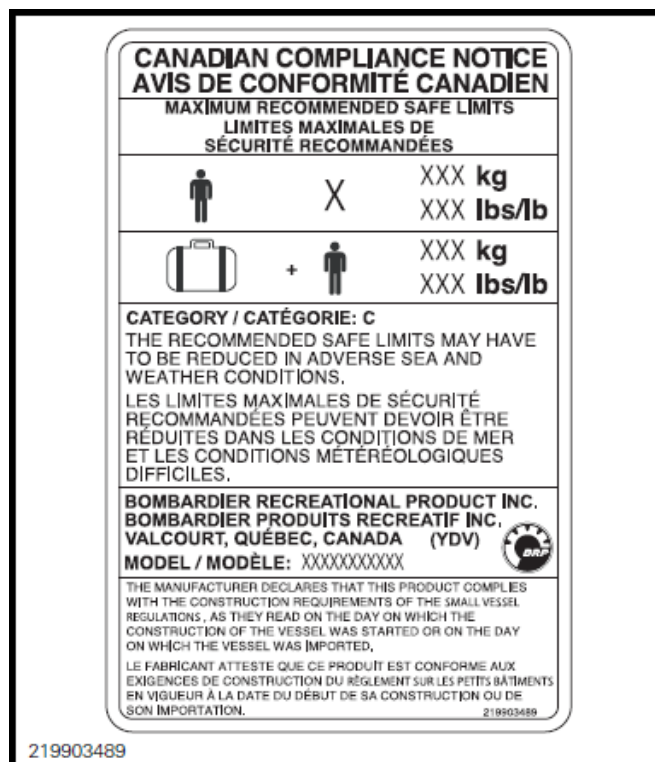 CANADIAN COMPLIANCE NOTICE
AVIS DE CONFORMITÉ CANADIEN
MAXIMUM RECOMMENDED SAFE LIMITS
LIMITES MAXIMALES DE
SÉCURITÉ RECOMMANDÉES
X
XXX kg
XXX lbs/lb
+
XXX kg
XXX lbs/lb
CATEGORY / CATÉGORIE: C
THE RECOMMENDED SAFE LIMITS MAY HAVE
TO BE REDUCED IN ADVERSE SEA AND
WEATHER CONDITIONS.
LES LIMITES MAXIMALES DE SÉCURITÉ
RECOMMANDÉES PEUVENT DEVOIR ÊTRE
RÉDUITES DANS LES CONDITIONS DE MER
ET LES CONDITIONS MÉTÉRÉOLOGIQUES
DIFFICILES.
BOMBARDIER RECREATIONAL PRODUCT INC.
BOMBARDIER PRODUITS RECREATIF INC.
VALCOURT, QUÉBEC, CANADA (YDV)
BRP
MODEL / MODÈLE: XXXXXXXXXXX
THE MANUFACTURER DECLARES THAT THIS PRODUCT COMPLIES
WITH THE CONSTRUCTION REQUIREMENTS OF THE SMALL VESSEL
REGULATIONS, AS THEY READ ON THE DAY ON WHICH THE
CONSTRUCTION OF THE VESSEL WAS STARTED OR ON THE DAY
ON WHICH THE VESSEL WAS IMPORTED.
LE FABRICANT ATTESTE QUE CE PRODUIT EST CONFORME AUX
EXIGENCES DE CONSTRUCTION DU RÈGLEMENT SUR LES PETITS BÂTIMENTS
EN VIGUEUR À LA DATE DU DÉBUT DE SA CONSTRUCTION OU DE
SON IMPORTATION.
219903489
219903489